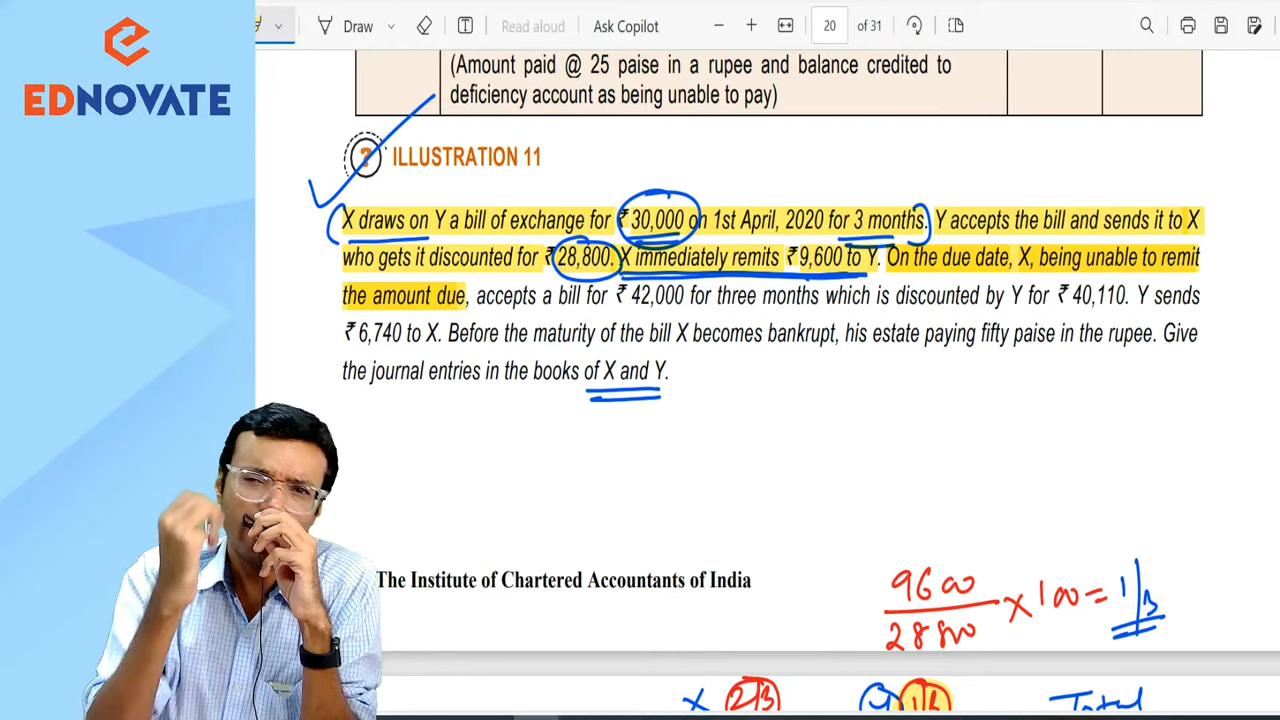 Draw
Read aloud
Ask Copilot
20
of 31
EDNOVATE
(Amount paid @ 25 paise in a rupee and balance credited to
deficiency account as being unable to pay)
?
ILLUSTRATION 11
X draws on Y a bill of exchange for ₹ 30,000 on 1st April, 2020 for 3 months. Y accepts the bill and sends it to X
who gets it discounted for ₹ 28,800. X immediately remits ₹ 9,600 to Y. On the due date, X, being unable to remit
the amount due, accepts a bill for ₹ 42,000 for three months which is discounted by Y for ₹ 40,110. Y sends
₹ 6,740 to X. Before the maturity of the bill X becomes bankrupt, his estate paying fifty paise in the rupee. Give
the journal entries in the books of X and Y.
The Institute of Chartered Accountants of India
9600
28800
X 100 = 1/3
X 2/3
Total